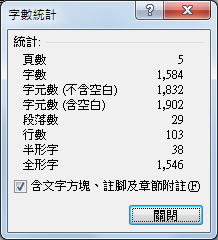 字數統計
統計:
頁數 5
字數 1,584
字元數 (不含空白) 1,832
字元數 (含空白) 1,902
段落數 29
行數 103
半形字 38
全形字 1,546
含文字方塊、註腳及章節附註(F)
關閉